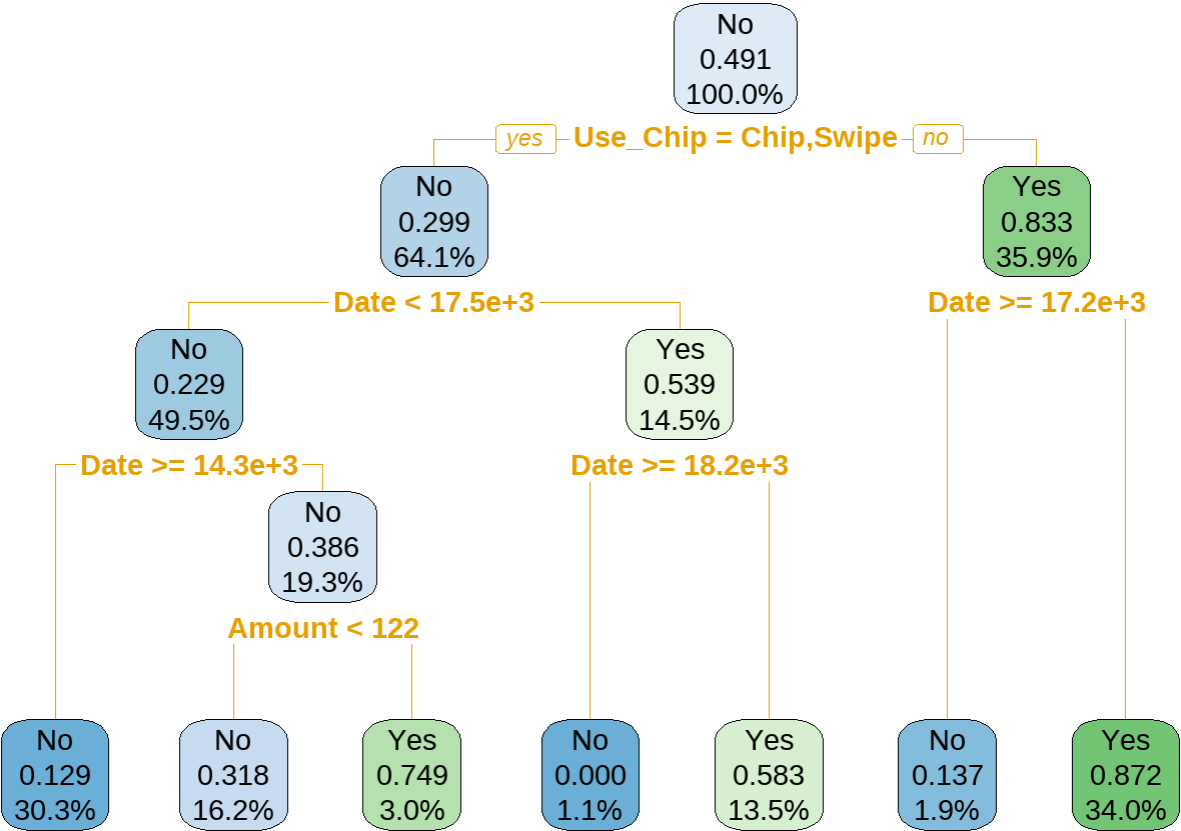 No
0.491
100.0%
yes Use_Chip = Chip,Swipe no
No
0.299
64.1%
Yes
0.833
35.9%
Date < 17.5e+3
Date >= 17.2e+3
No
0.229
49.5%
Yes
0.539
14.5%
Date >= 14.3e+3
Date >= 18.2e+3
No
0.386
19.3%
Amount < 122
No
0.129
30.3%
No
0.318
16.2%
Yes
0.749
3.0%
No
0.000
1.1%
Yes
0.583
13.5%
No
0.137
1.9%
Yes
0.872
34.0%